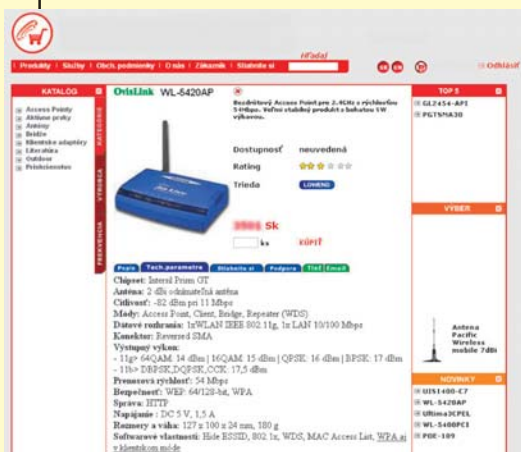 Hľadaj
Produkty | Služby | Obch. podmienky | O nás | Zákazník | Stiahnite si
Odhlásiť
KATALÓG
Access Pointy
Aktívne prvky
Antény
Bridže
Klientske adaptéry
Literatúra
Outdoor
Príslušenstvo
KATEGÓRIE
VÝROBCA
FREKVENCIA
OvisLink WL-5420AP
Bezdrôtový Access Point pre 2.4GHz s rýchlosťou
54Mbps. Veľmi stabilný produkt s bohatou SW
výbavou.
Dostupnosť neuvedená
Rating
Trieda LOWEND
Sk
ks KÚPIŤ
Popis Tech.parametre Stiahnite si Podpora Tlač Email
Chipset: Intersil Prism GT
Anténa: 2 dBi odnímateľná anténa
Citlivosť: -82 dBm pri 11 Mbps
Módy: Access Point, Client, Bridge, Repeater (WDS)
Dátové rozhrania: 1xWLAN IEEE 802.11g, 1x LAN 10/100 Mbps
Konektor: Reversed SMA
Výstupný výkon:
- 11g> 64QAM: 14 dBm | 16QAM: 15 dBm | QPSK: 16 dBm | BPSK: 17 dBm
- 11b> DBPSK,DQPSK,CCK: 17,5 dBm
Prenosová rýchlosť: 54 Mbps
Bezpečnosť: WEP: 64/128-bit, WPA
Správa: HTTP
Napájanie : DC 5 V, 1,5 A
Rozmery a váha: 127 x 100 x 24 mm, 180 g
Softwarové vlastnosti: Hide ESSID, 802.1x, WDS, MAC Access List, WPA aj
v klientskom móde
TOP 5
GL2454-AP1
PGTSMA30
VÝBER
Antena
Pacific
Wireless
mobile 7dBi
NOVINKY
UIS1400-C7
WL-5420AP
Ultima3CPEL
WL-5400PCI
POE-109